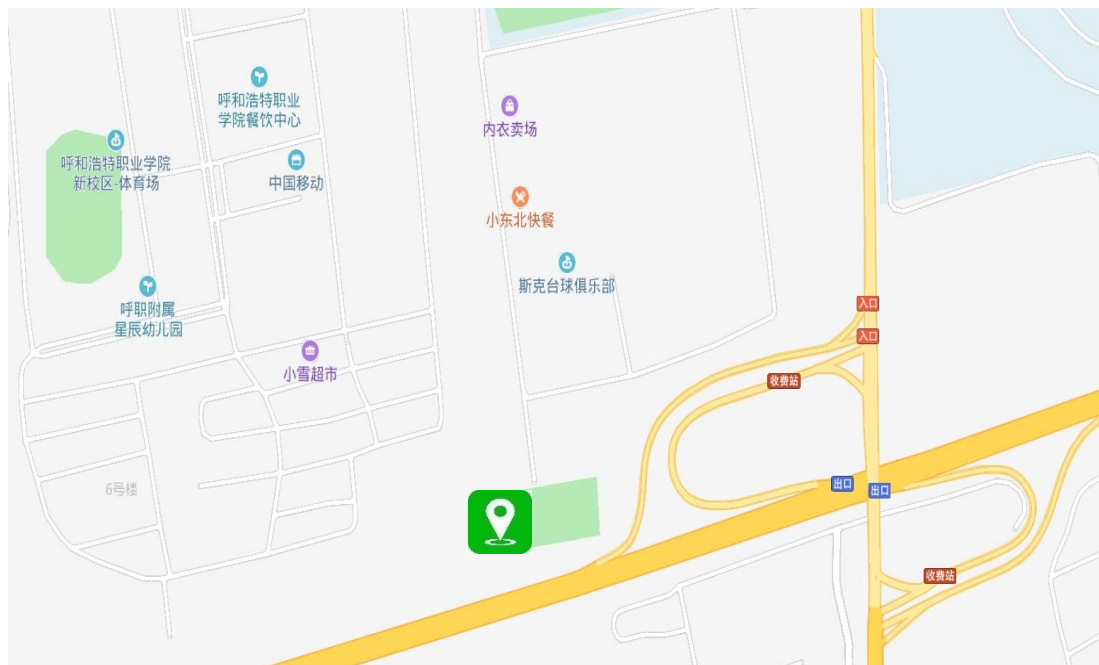 呼和浩特职业
学院餐饮中心
内衣卖场
呼和浩特职业学院
新校区-体育场
中国移动
小东北快餐
斯克台球俱乐部
呼职附属
星辰幼儿园
入口
入口
小雪超市
收费站
6号楼
出口
出口
收费站